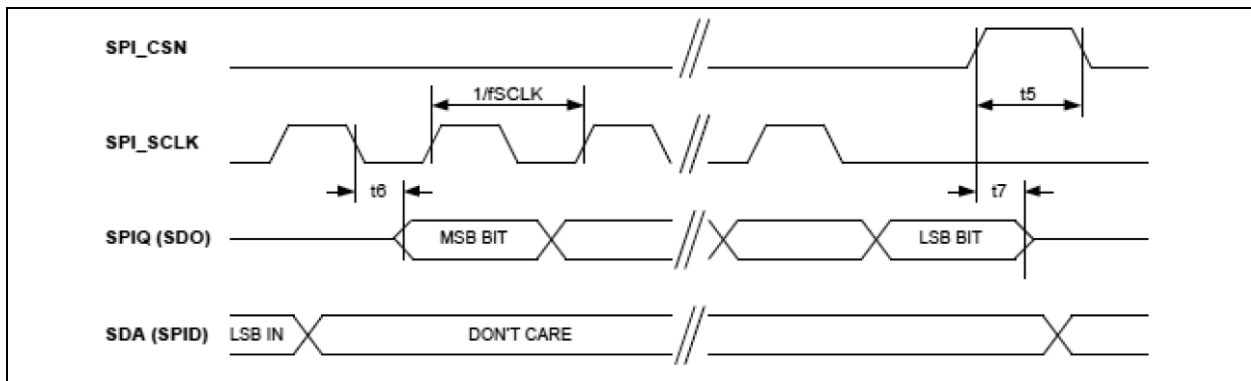 SPI_CSN
1/fSCLK
t5
SPI_SCLK
t6
t7
SPIQ (SDO)
MSB BIT
LSB BIT
SDA (SPID)
LSB IN
DON'T CARE